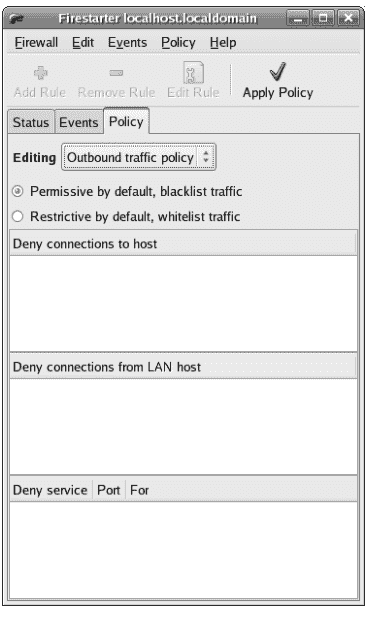 Firestarter localhost.localdomain
Firewall Edit Events Policy Help
Add Rule Remove Rule Edit Rule Apply Policy
Status Events Policy
Editing Outbound traffic policy
Permissive by default, blacklist traffic
Restrictive by default, whitelist traffic
Deny connections to host
Deny connections from LAN host
Deny service Port For